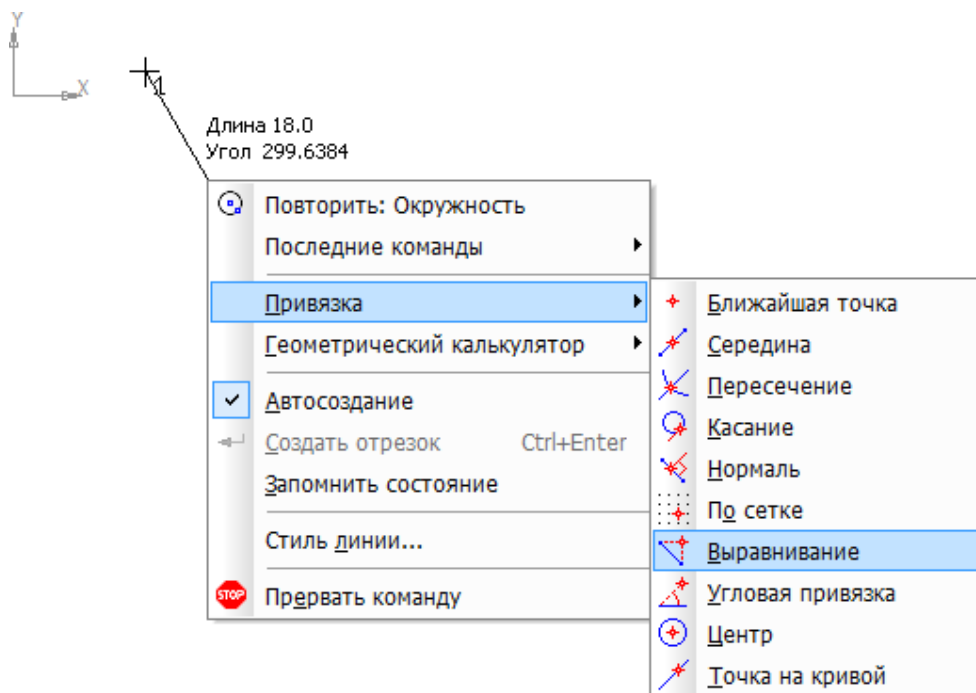 Y
X
1
Длина 18.0
Угол 299.6384
Повторить: Окружность
Последние команды
Привязка
Геометрический калькулятор
Автосоздание
Создать отрезок Ctrl+Enter
Запомнить состояние
Стиль линии...
STOP Прервать команду
Ближайшая точка
Середина
Пересечение
Касание
Нормаль
По сетке
Выравнивание
Угловая привязка
Центр
Точка на кривой